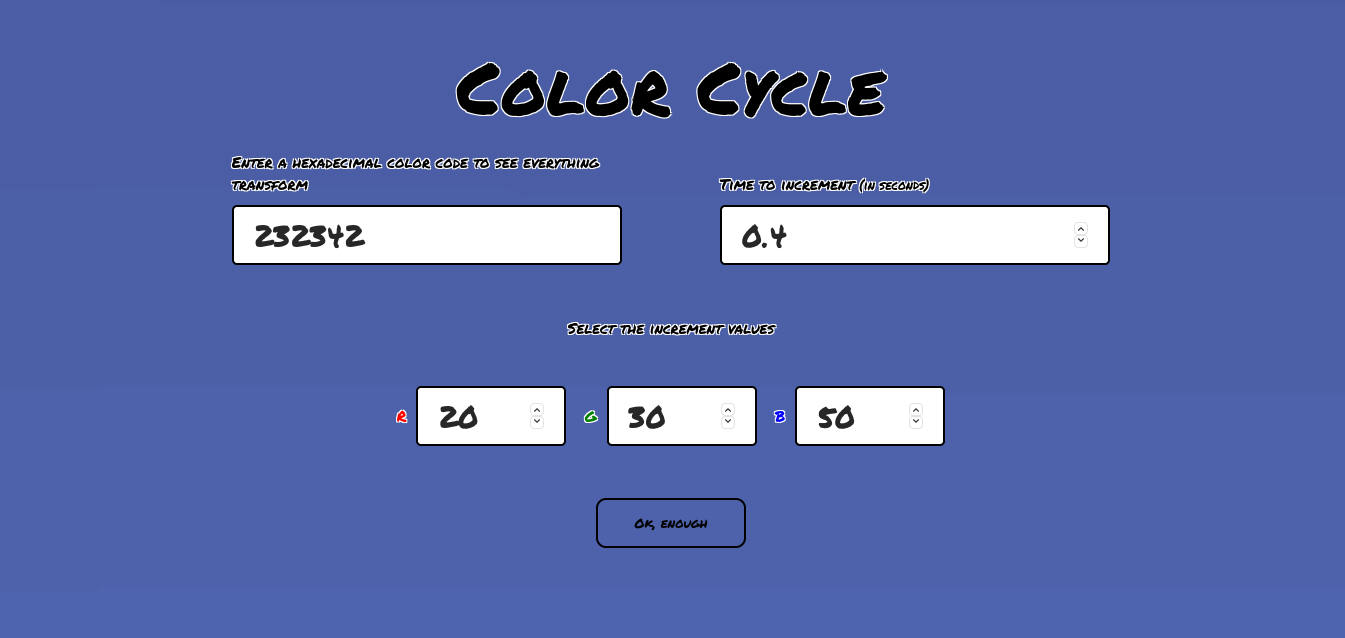 Color Cycle
Enter a hexadecimal color code to see everything
transform
Time to increment (in seconds)
232342
0.4
Select the increment values
R 20 G 30 B 50
Ok, enough